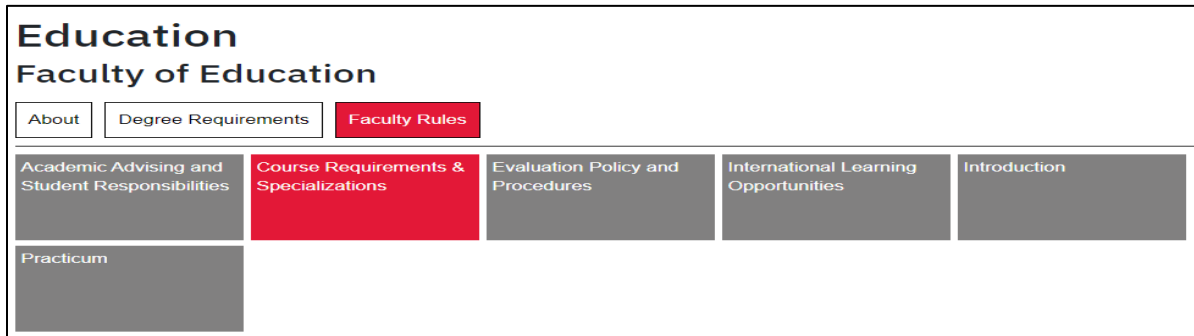 Education
Faculty of Education
About
Degree Requirements
Faculty Rules
Academic Advising and
Student Responsibilities
Course Requirements &
Specializations
Evaluation Policy and
Procedures
International Learning
Opportunities
Introduction
Practicum